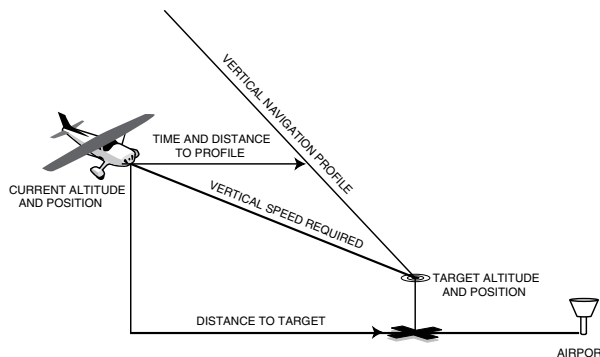 VERTICAL NAVIGATION PROFILE
TIME AND DISTANCE
TO PROFILE
CURRENT ALTITUDE
AND POSITION
VERTICAL SPEED REQUIRED
TARGET ALTITUDE
AND POSITION
DISTANCE TO TARGET
AIRPOR